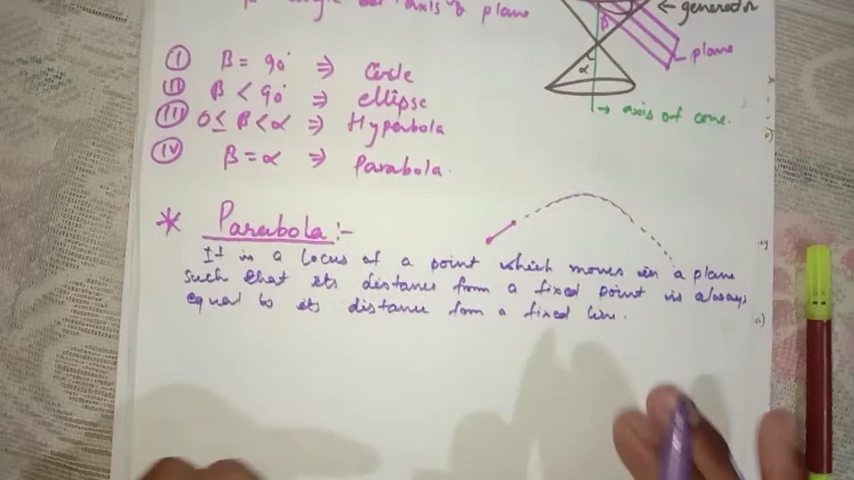 angle axis & plane
← generator
β
plane
α
→ axis of cone.
(I) β = 90° ⇒ Circle
(II) β < 90° ⇒ ellipse
(III) 0 ≤ β < α ⇒ Hyperbola
(IV) β = α ⇒ Parabola.
* Parabola :-
It is a locus of a point which moves in a plane
such that its distance from a fixed point is always
equal to its distance from a fixed line.